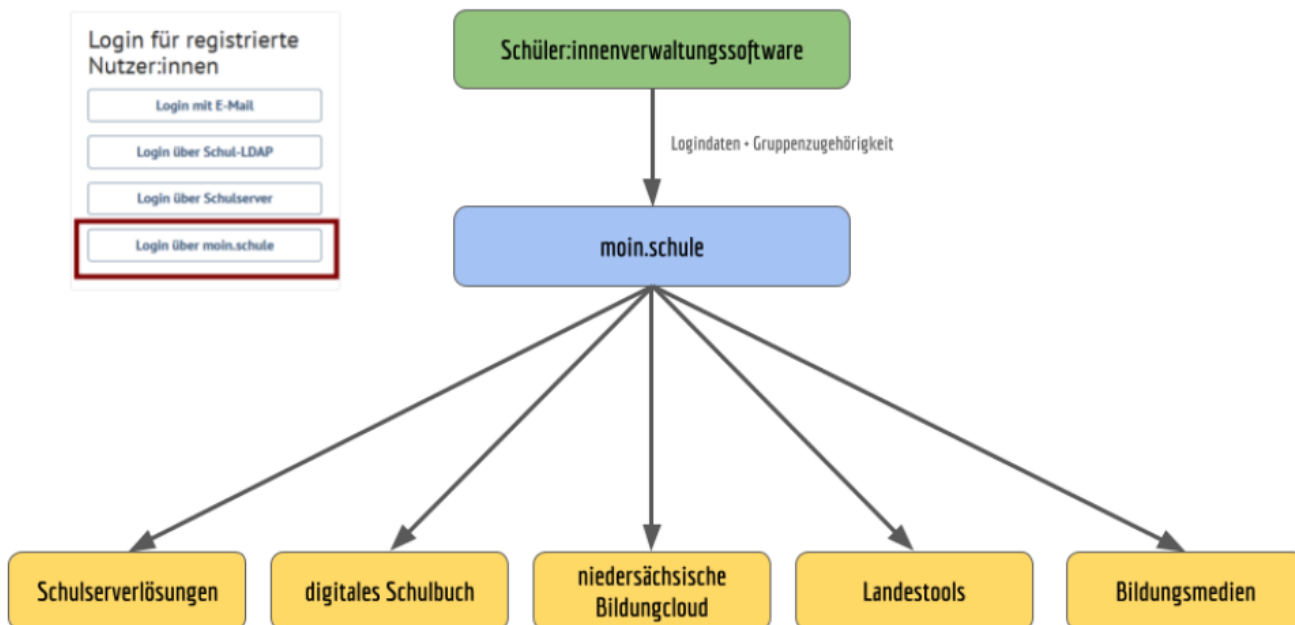 Login für registrierte
Nutzer:innen
Login mit E-Mail
Login über Schul-LDAP
Login über Schulserver
Login über moin.schule
Schüler:innenverwaltungssoftware
Logindaten + Gruppenzugehörigkeit
moin.schule
Schulserverlösungen
digitales Schulbuch
niedersächsische
Bildungcloud
Landestools
Bildungsmedien